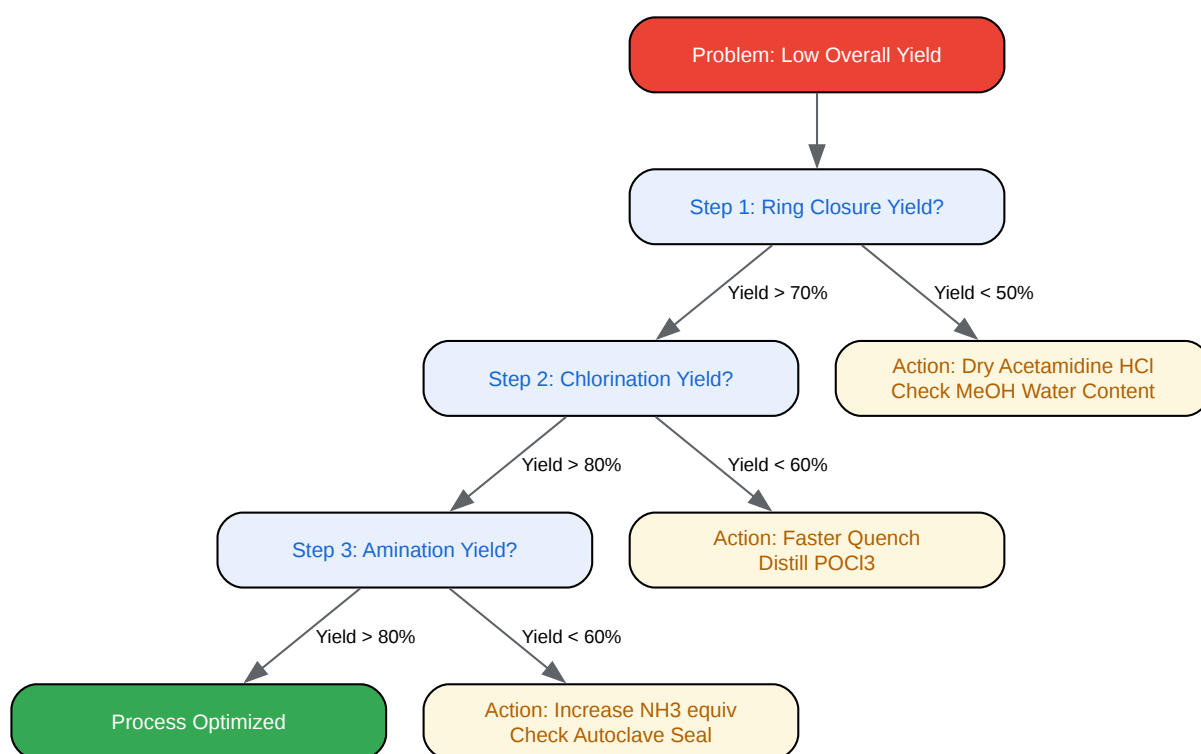 Problem: Low Overall Yield
Step 1: Ring Closure Yield?
Yield > 70%
Yield < 50%
Step 2: Chlorination Yield?
Action: Dry Acetamidine HCl
Check MeOH Water Content
Yield > 80%
Yield < 60%
Step 3: Amination Yield?
Action: Faster Quench
Distill POCl3
Yield > 80%
Yield < 60%
Process Optimized
Action: Increase NH3 equiv
Check Autoclave Seal